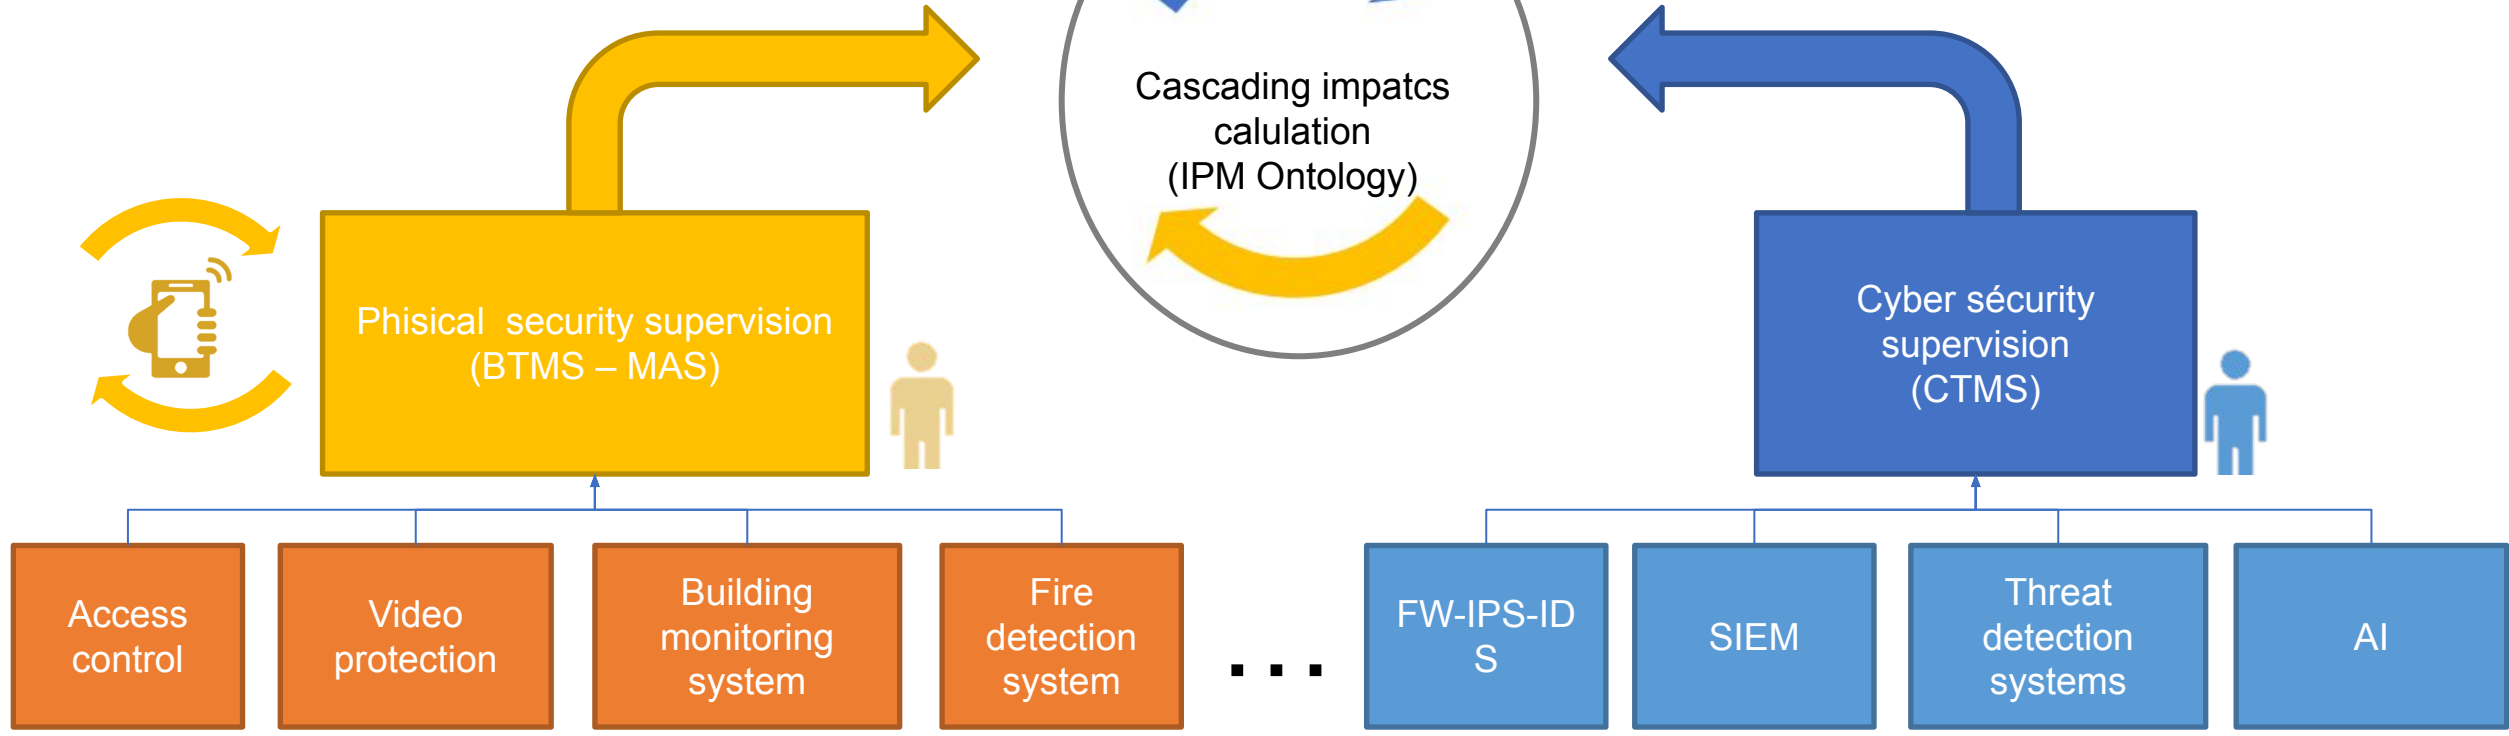 Cascading impatcs
calulation
(IPM Ontology)
Phisical  security supervision
(BTMS – MAS)
Cyber sécurity
supervision
(CTMS)
Access
control
Video
protection
Building
monitoring
system
Fire
detection
system
...
FW-IPS-ID
S
SIEM
Threat
detection
systems
AI